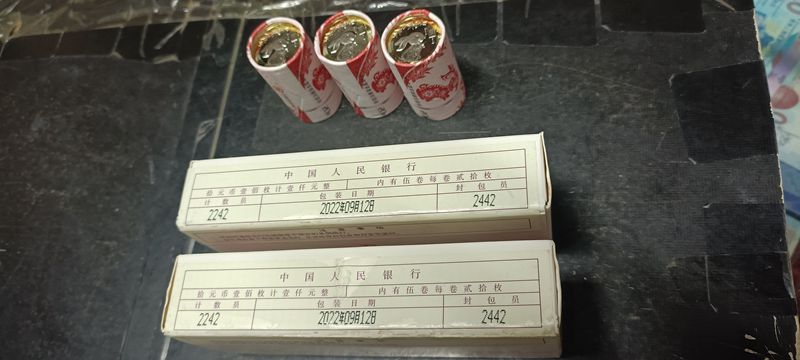 中国人民银行
拾元币壹佰枚计壹仟元整 内有伍卷每卷贰拾枚
计数员 包装日期 封包员
2242 2022年09月12日 2442
中国人民银行
拾元币壹佰枚计壹仟元整 内有伍卷每卷贰拾枚
计数员 包装日期 封包员
2242 2022年09月12日 2442